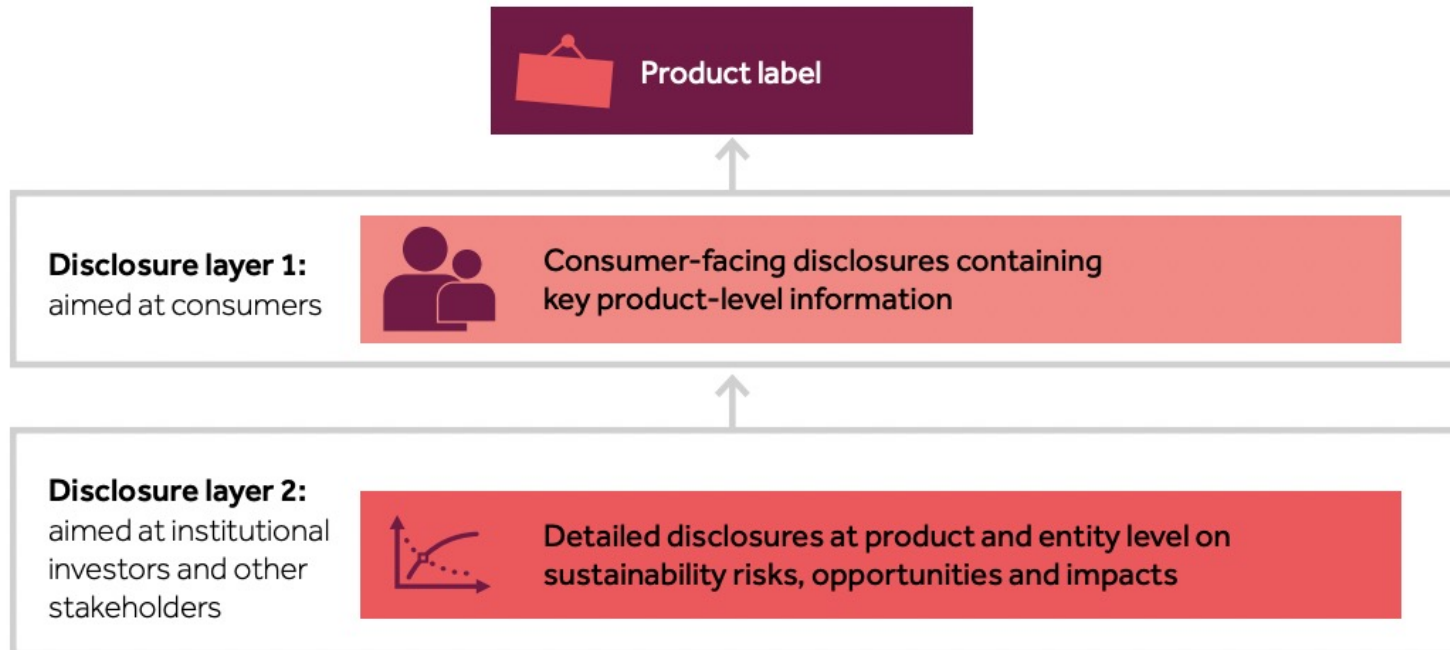 Product label
Disclosure layer 1:
aimed at consumers
Consumer-facing disclosures containing
key product-level information
Disclosure layer 2:
aimed at institutional
investors and other
stakeholders
Detailed disclosures at product and entity level on
sustainability risks, opportunities and impacts